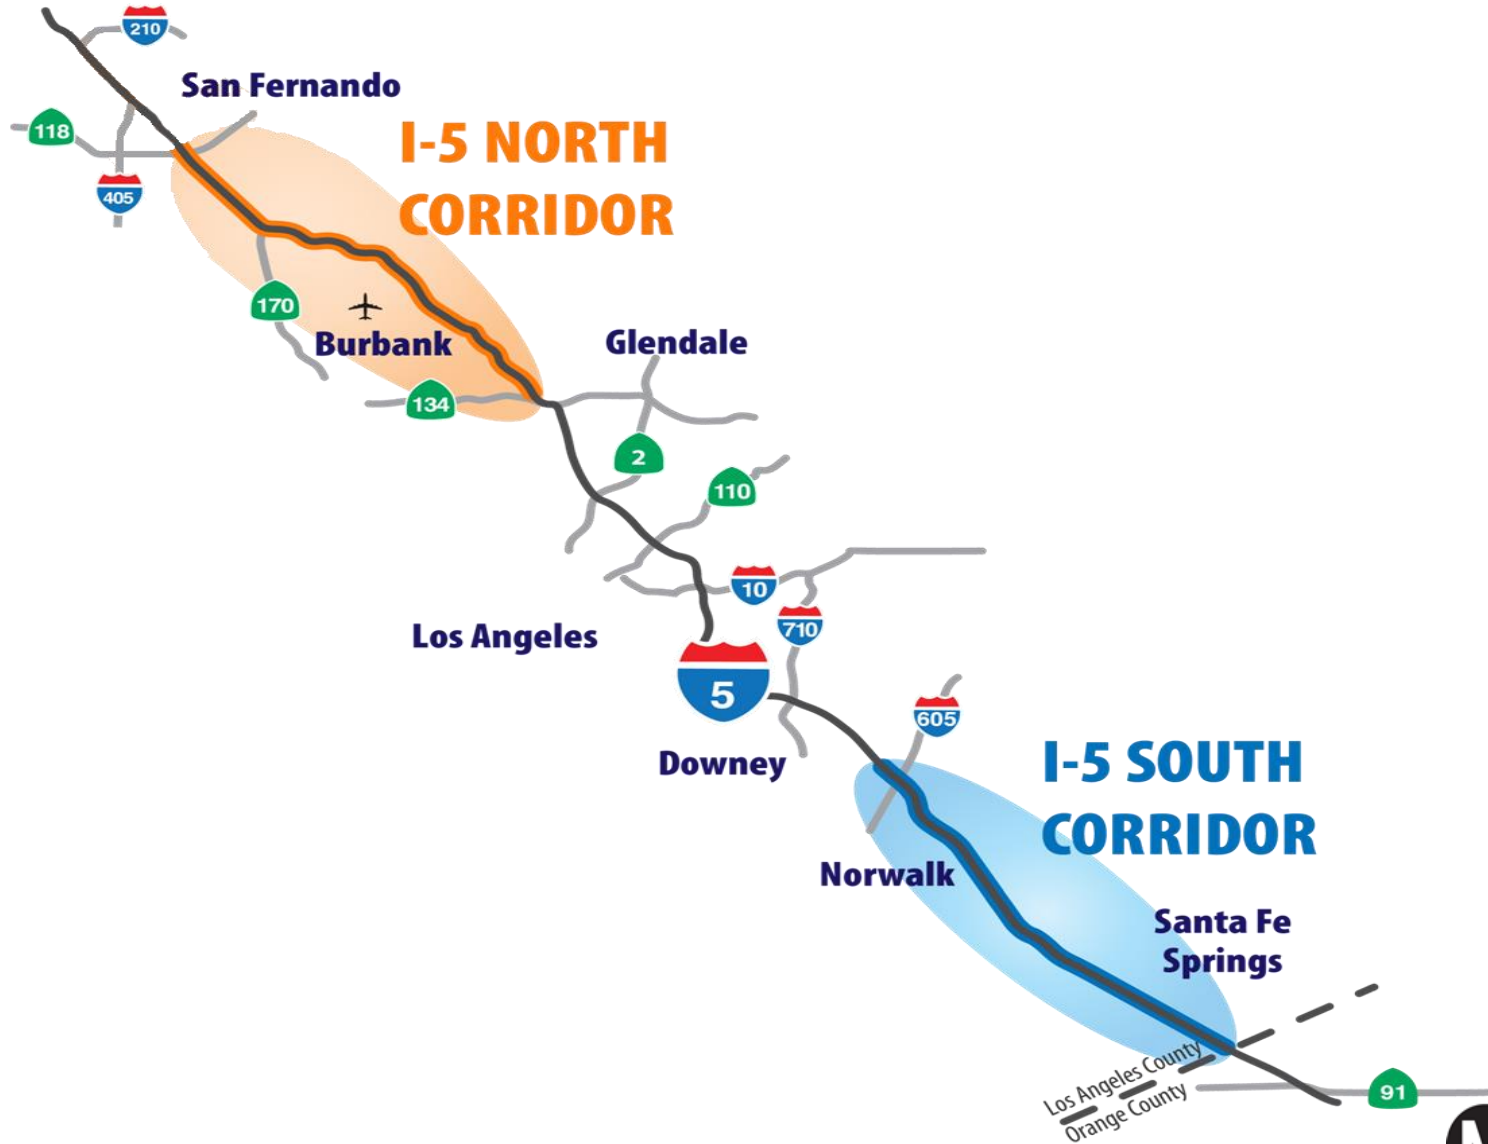 210
San Fernando
118
I-5 NORTH
CORRIDOR
405
170
Burbank
Glendale
134
2
110
10
Los Angeles
710
5
605
Downey
I-5 SOUTH
CORRIDOR
Norwalk
Santa Fe
Springs
Los Angeles County
Orange County
91